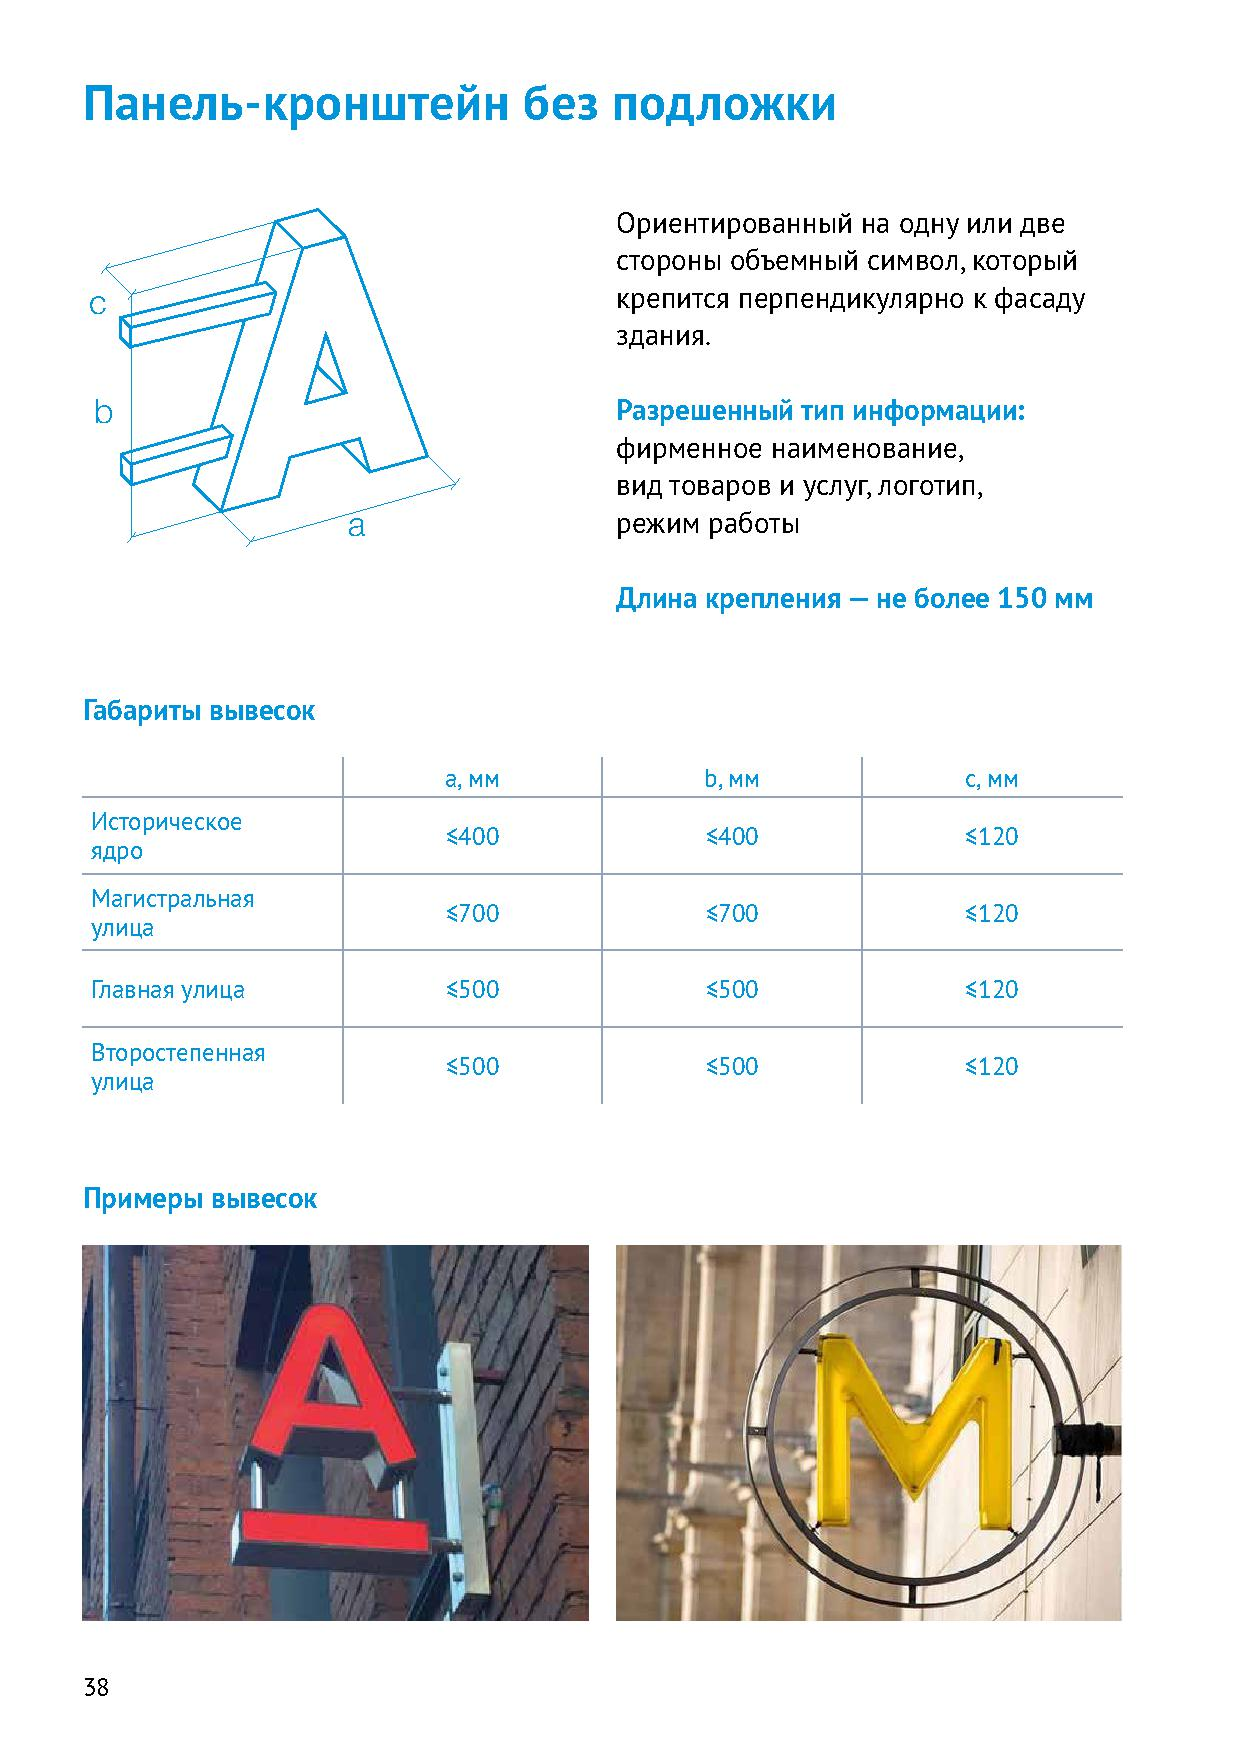 Панель-кронштейн без подложки
c
b
a
Ориентированный на одну или две
стороны объемный символ, который
крепится перпендикулярно к фасаду
здания.
Разрешенный тип информации:
фирменное наименование,
вид товаров и услуг, логотип,
режим работы
Длина крепления — не более 150 мм
Габариты вывесок
a, мм b, мм c, мм
Историческое
ядро
≤400 ≤400 ≤120
Магистральная
улица
≤700 ≤700 ≤120
Главная улица ≤500 ≤500 ≤120
Второстепенная
улица
≤500 ≤500 ≤120
Примеры вывесок
А
М
38